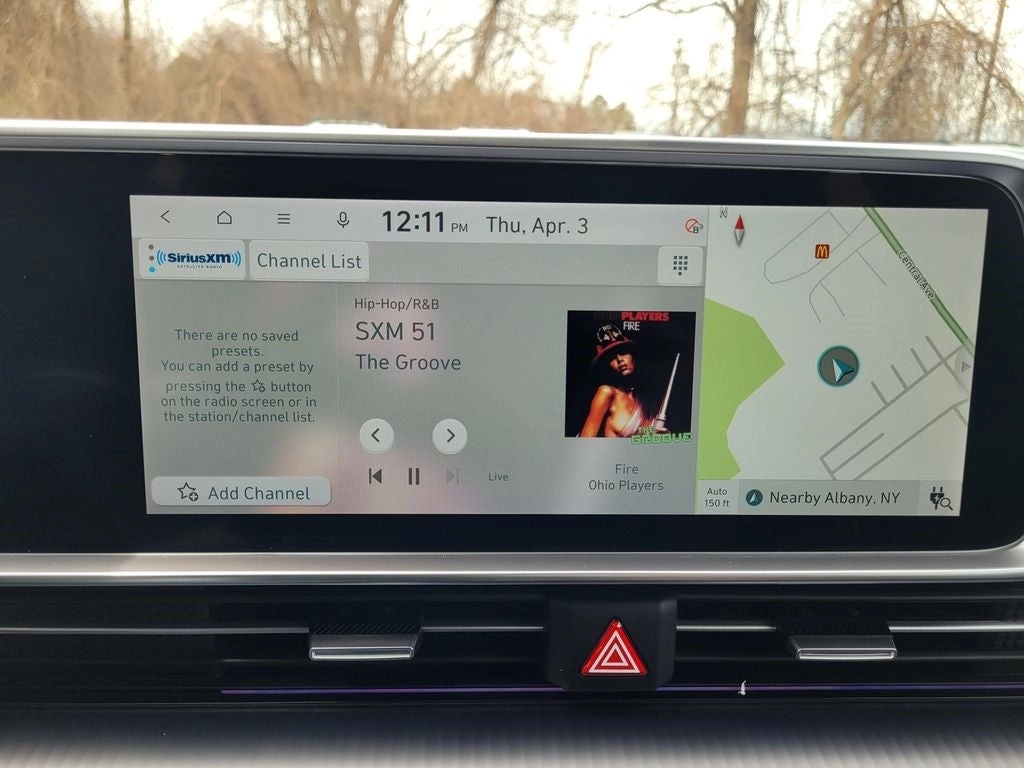 12:11 PM Thu, Apr. 3
SiriusXM
SATELLITE RADIO
Channel List
There are no saved
presets.
You can add a preset by
pressing the button
on the radio screen or in
the station/channel list.
Add Channel
Hip-Hop/R&B
SXM 51
The Groove
Live
PLAYERS
FIRE
THE
GROOVE
Fire
Ohio Players
N
Central Ave
Auto
150 ft
Nearby Albany, NY